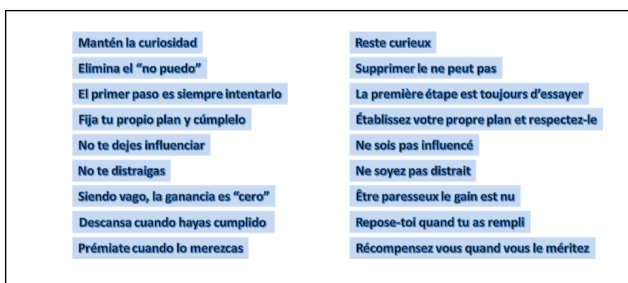 Mantén la curiosidad
Elimina el “no puedo”
El primer paso es siempre intentarlo
Fija tu propio plan y cúmplelo
No te dejes influenciar
No te distraigas
Siendo vago, la ganancia es “cero”
Descansa cuando hayas cumplido
Prémiate cuando lo merezcas
Reste curieux
Supprimer le ne peut pas
La première étape est toujours d’essayer
Établissez votre propre plan et respectez-le
Ne sois pas influencé
Ne soyez pas distrait
Être paresseux le gain est nu
Repose-toi quand tu as rempli
Récompensez vous quand vous le méritez